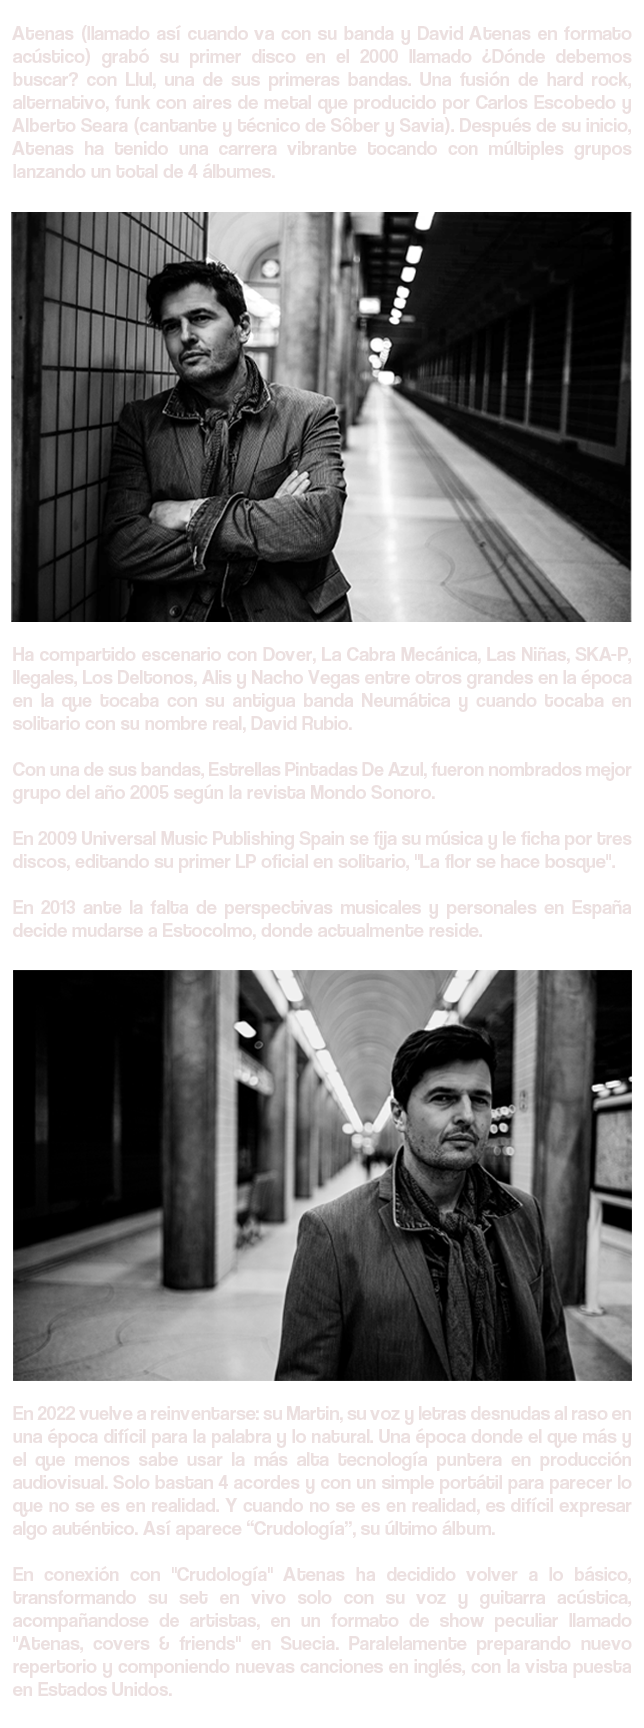 Atenas (llamado así cuando va con su banda y David Atenas en formato
acústico) grabó su primer disco en el 2000 llamado ¿Dónde debemos
buscar? con Llul, una de sus primeras bandas. Una fusión de hard rock,
alternativo, funk con aires de metal que producido por Carlos Escobedo y
Alberto Seara (cantante y técnico de Sôber y Savia). Después de su inicio,
Atenas ha tenido una carrera vibrante tocando con múltiples grupos
lanzando un total de 4 álbumes.
Ha compartido escenario con Dover, La Cabra Mecánica, Las Niñas, SKA-P,
Ilegales, Los Deltonos, Alis y Nacho Vegas entre otros grandes en la época
en la que tocaba con su antigua banda Neumática y cuando tocaba en
solitario con su nombre real, David Rubio.
Con una de sus bandas, Estrellas Pintadas De Azul, fueron nombrados mejor
grupo del año 2005 según la revista Mondo Sonoro.
En 2009 Universal Music Publishing Spain se fija su música y le ficha por tres
discos, editando su primer LP oficial en solitario, "La flor se hace bosque".
En 2013 ante la falta de perspectivas musicales y personales en España
decide mudarse a Estocolmo, donde actualmente reside.
En 2022 vuelve a reinventarse: su Martin, su voz y letras desnudas al raso en
una época difícil para la palabra y lo natural. Una época donde el que más y
el que menos sabe usar la más alta tecnología puntera en producción
audiovisual. Solo bastan 4 acordes y con un simple portátil para parecer lo
que no se es en realidad. Y cuando no se es en realidad, es difícil expresar
algo auténtico. Así aparece “Crudología”, su último álbum.
En conexión con "Crudología" Atenas ha decidido volver a lo básico,
transformando su set en vivo solo con su voz y guitarra acústica,
acompañandose de artistas, en un formato de show peculiar llamado
"Atenas, covers & friends" en Suecia. Paralelamente preparando nuevo
repertorio y componiendo nuevas canciones en inglés, con la vista puesta
en Estados Unidos.